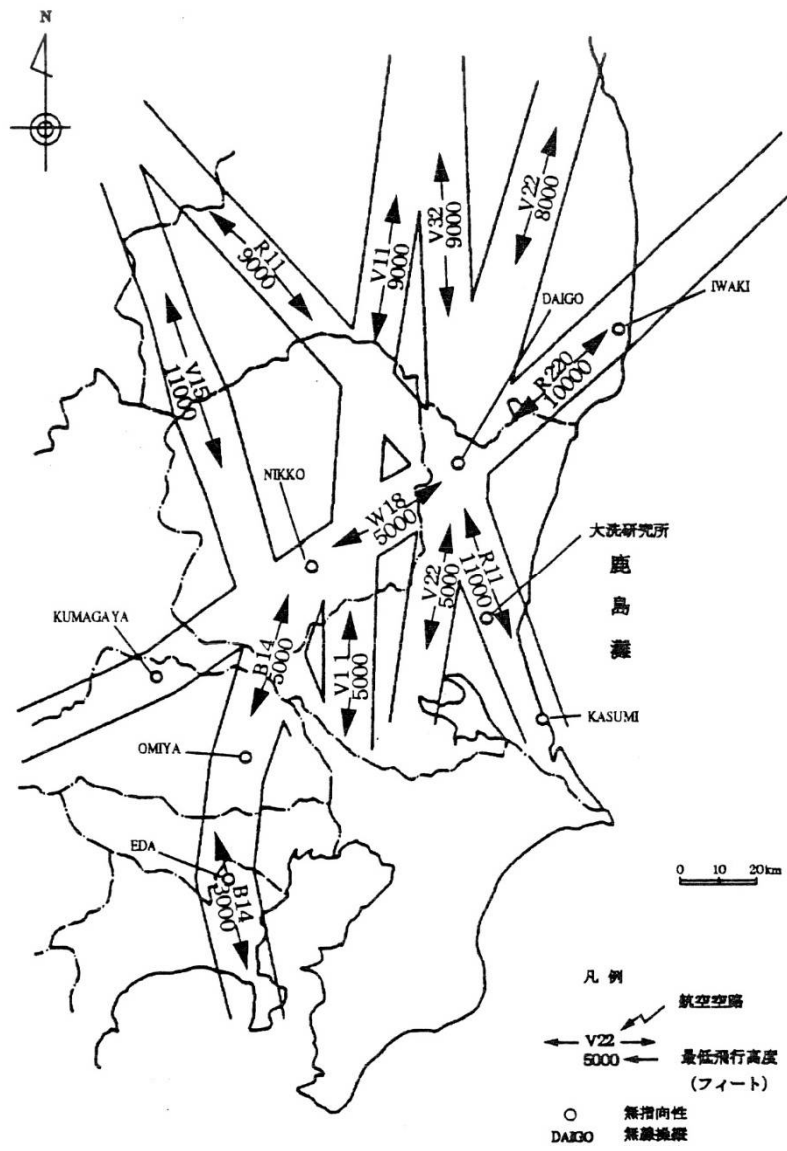 N
R11
9000
V11
9000
V32
9000
V22
8000
DAIGO
IWAKI
R220
10000
V15
11000
NIKKO
W18
5000
大洗研究所
鹿島灘
V22
5000
R11
11000
KUMAGAYA
B14
5000
V11
5000
KASUMI
OMIYA
EDA
B14
3000
0 10 20km
凡例
航空空路
V22
5000
最低飛行高度
(フィート)
無指向性
DAIGO 無線操縦